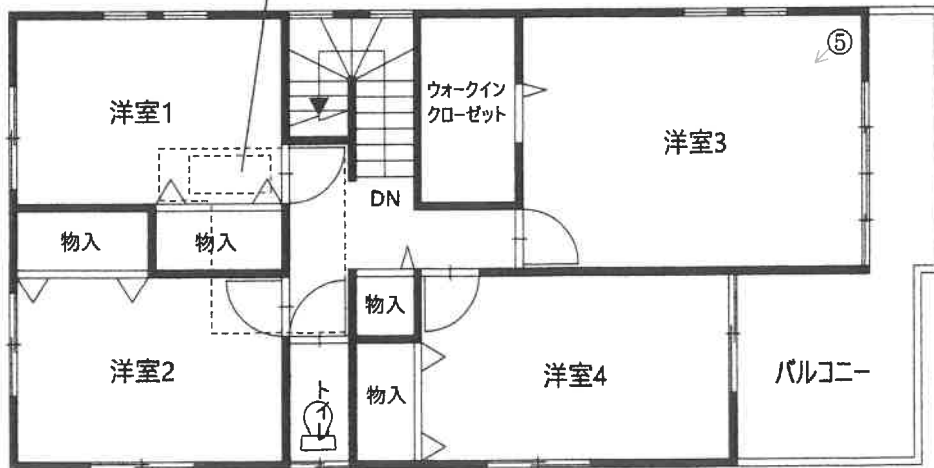 ⑤
洋室1
ウォークイン
クローゼット
洋室3
DN
物入
物入
物入
洋室2
トイレ
物入
洋室4
バルコニー